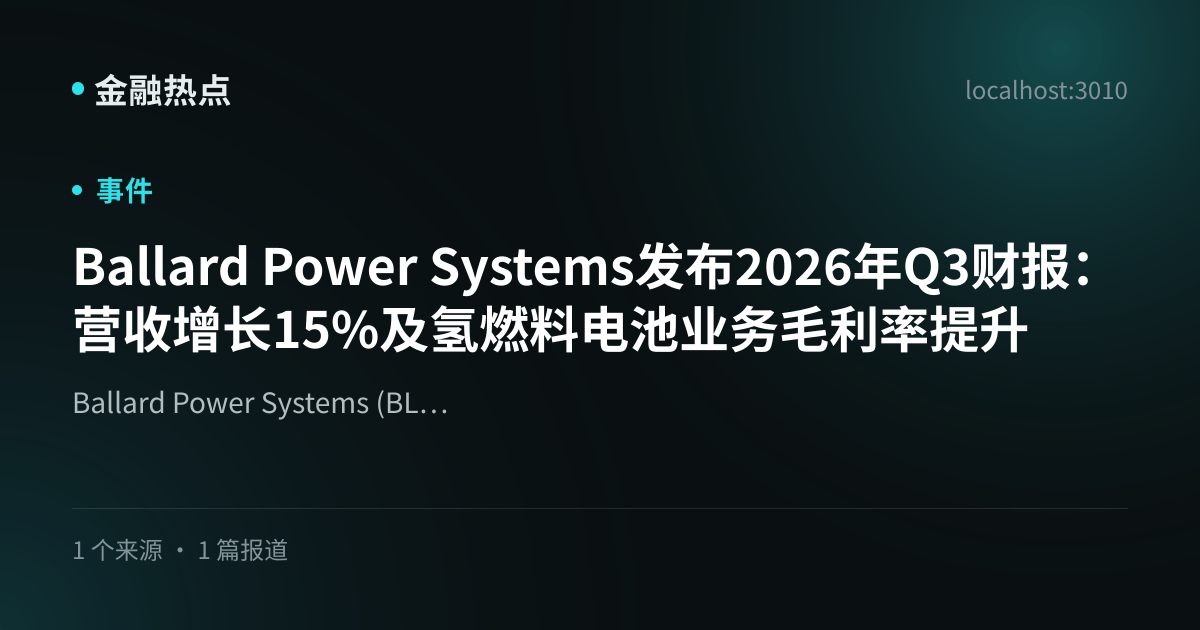 金融热点
localhost:3010
事件
Ballard Power Systems发布2026年Q3财报：
营收增长15%及氢燃料电池业务毛利率提升
Ballard Power Systems (BL…
1 个来源 · 1 篇报道